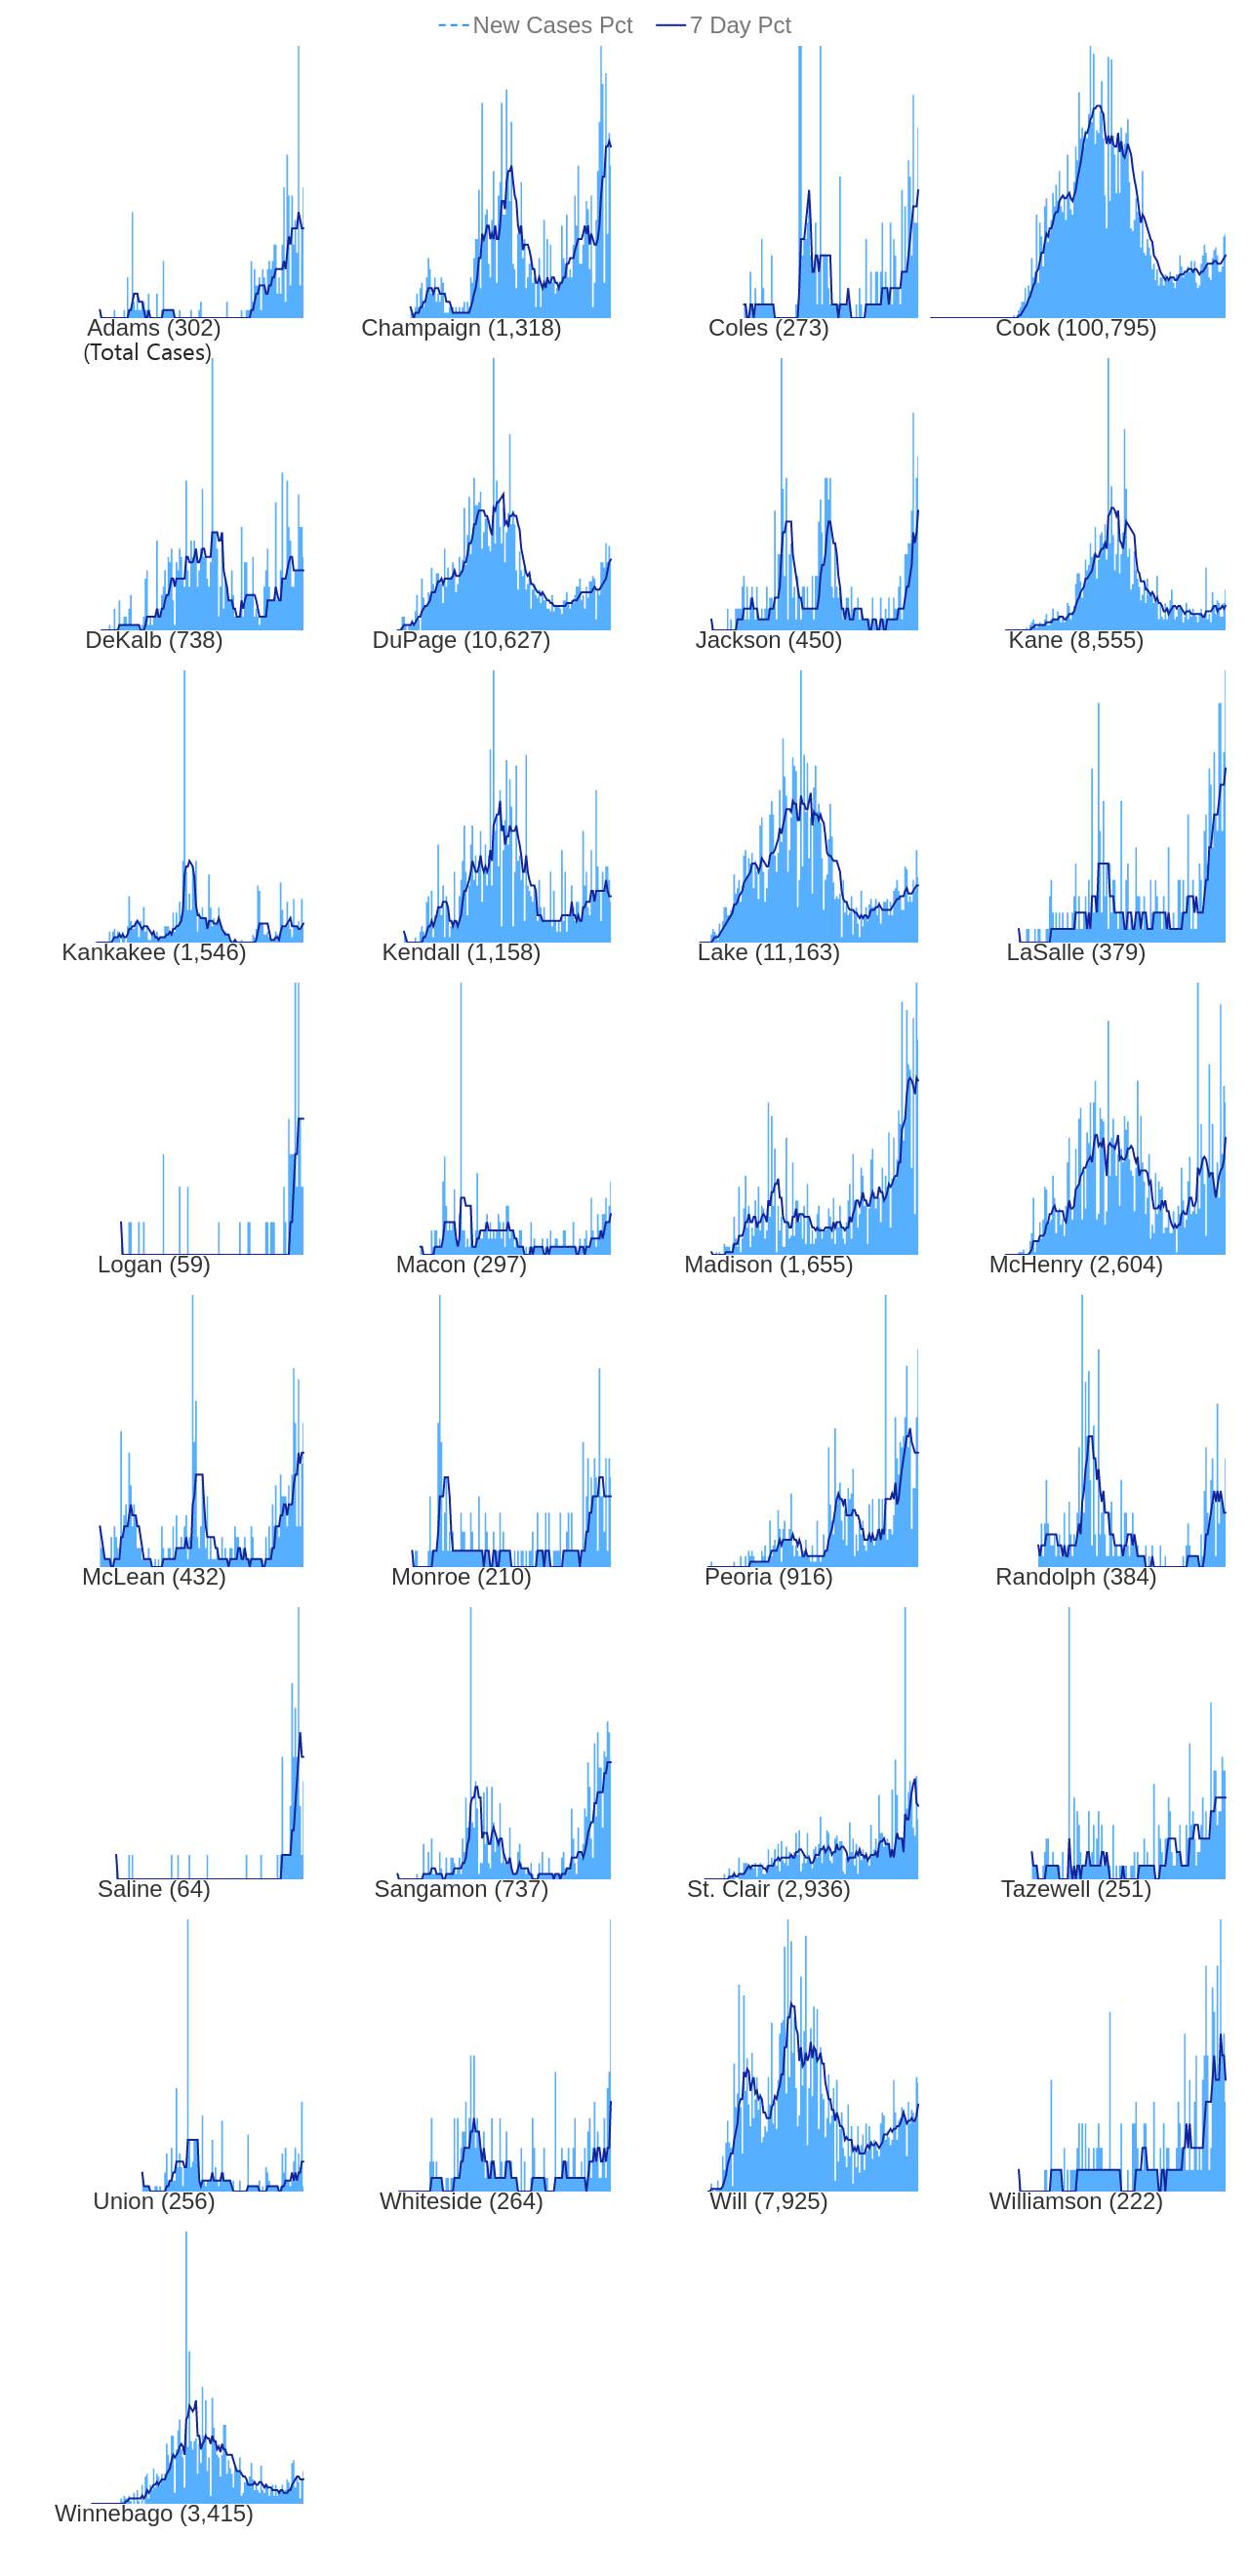 New Cases Pct 7 Day Pct
Adams (302) Champaign (1,318) Coles (273) Cook (100,795)
(Total Cases)
DeKalb (738) DuPage (10,627) Jackson (450) Kane (8,555)
Kankakee (1,546) Kendall (1,158) Lake (11,163) LaSalle (379)
Logan (59) Macon (297) Madison (1,655) McHenry (2,604)
McLean (432) Monroe (210) Peoria (916) Randolph (384)
Saline (64) Sangamon (737) St. Clair (2,936) Tazewell (251)
Union (256) Whiteside (264) Will (7,925) Williamson (222)
Winnebago (3,415)